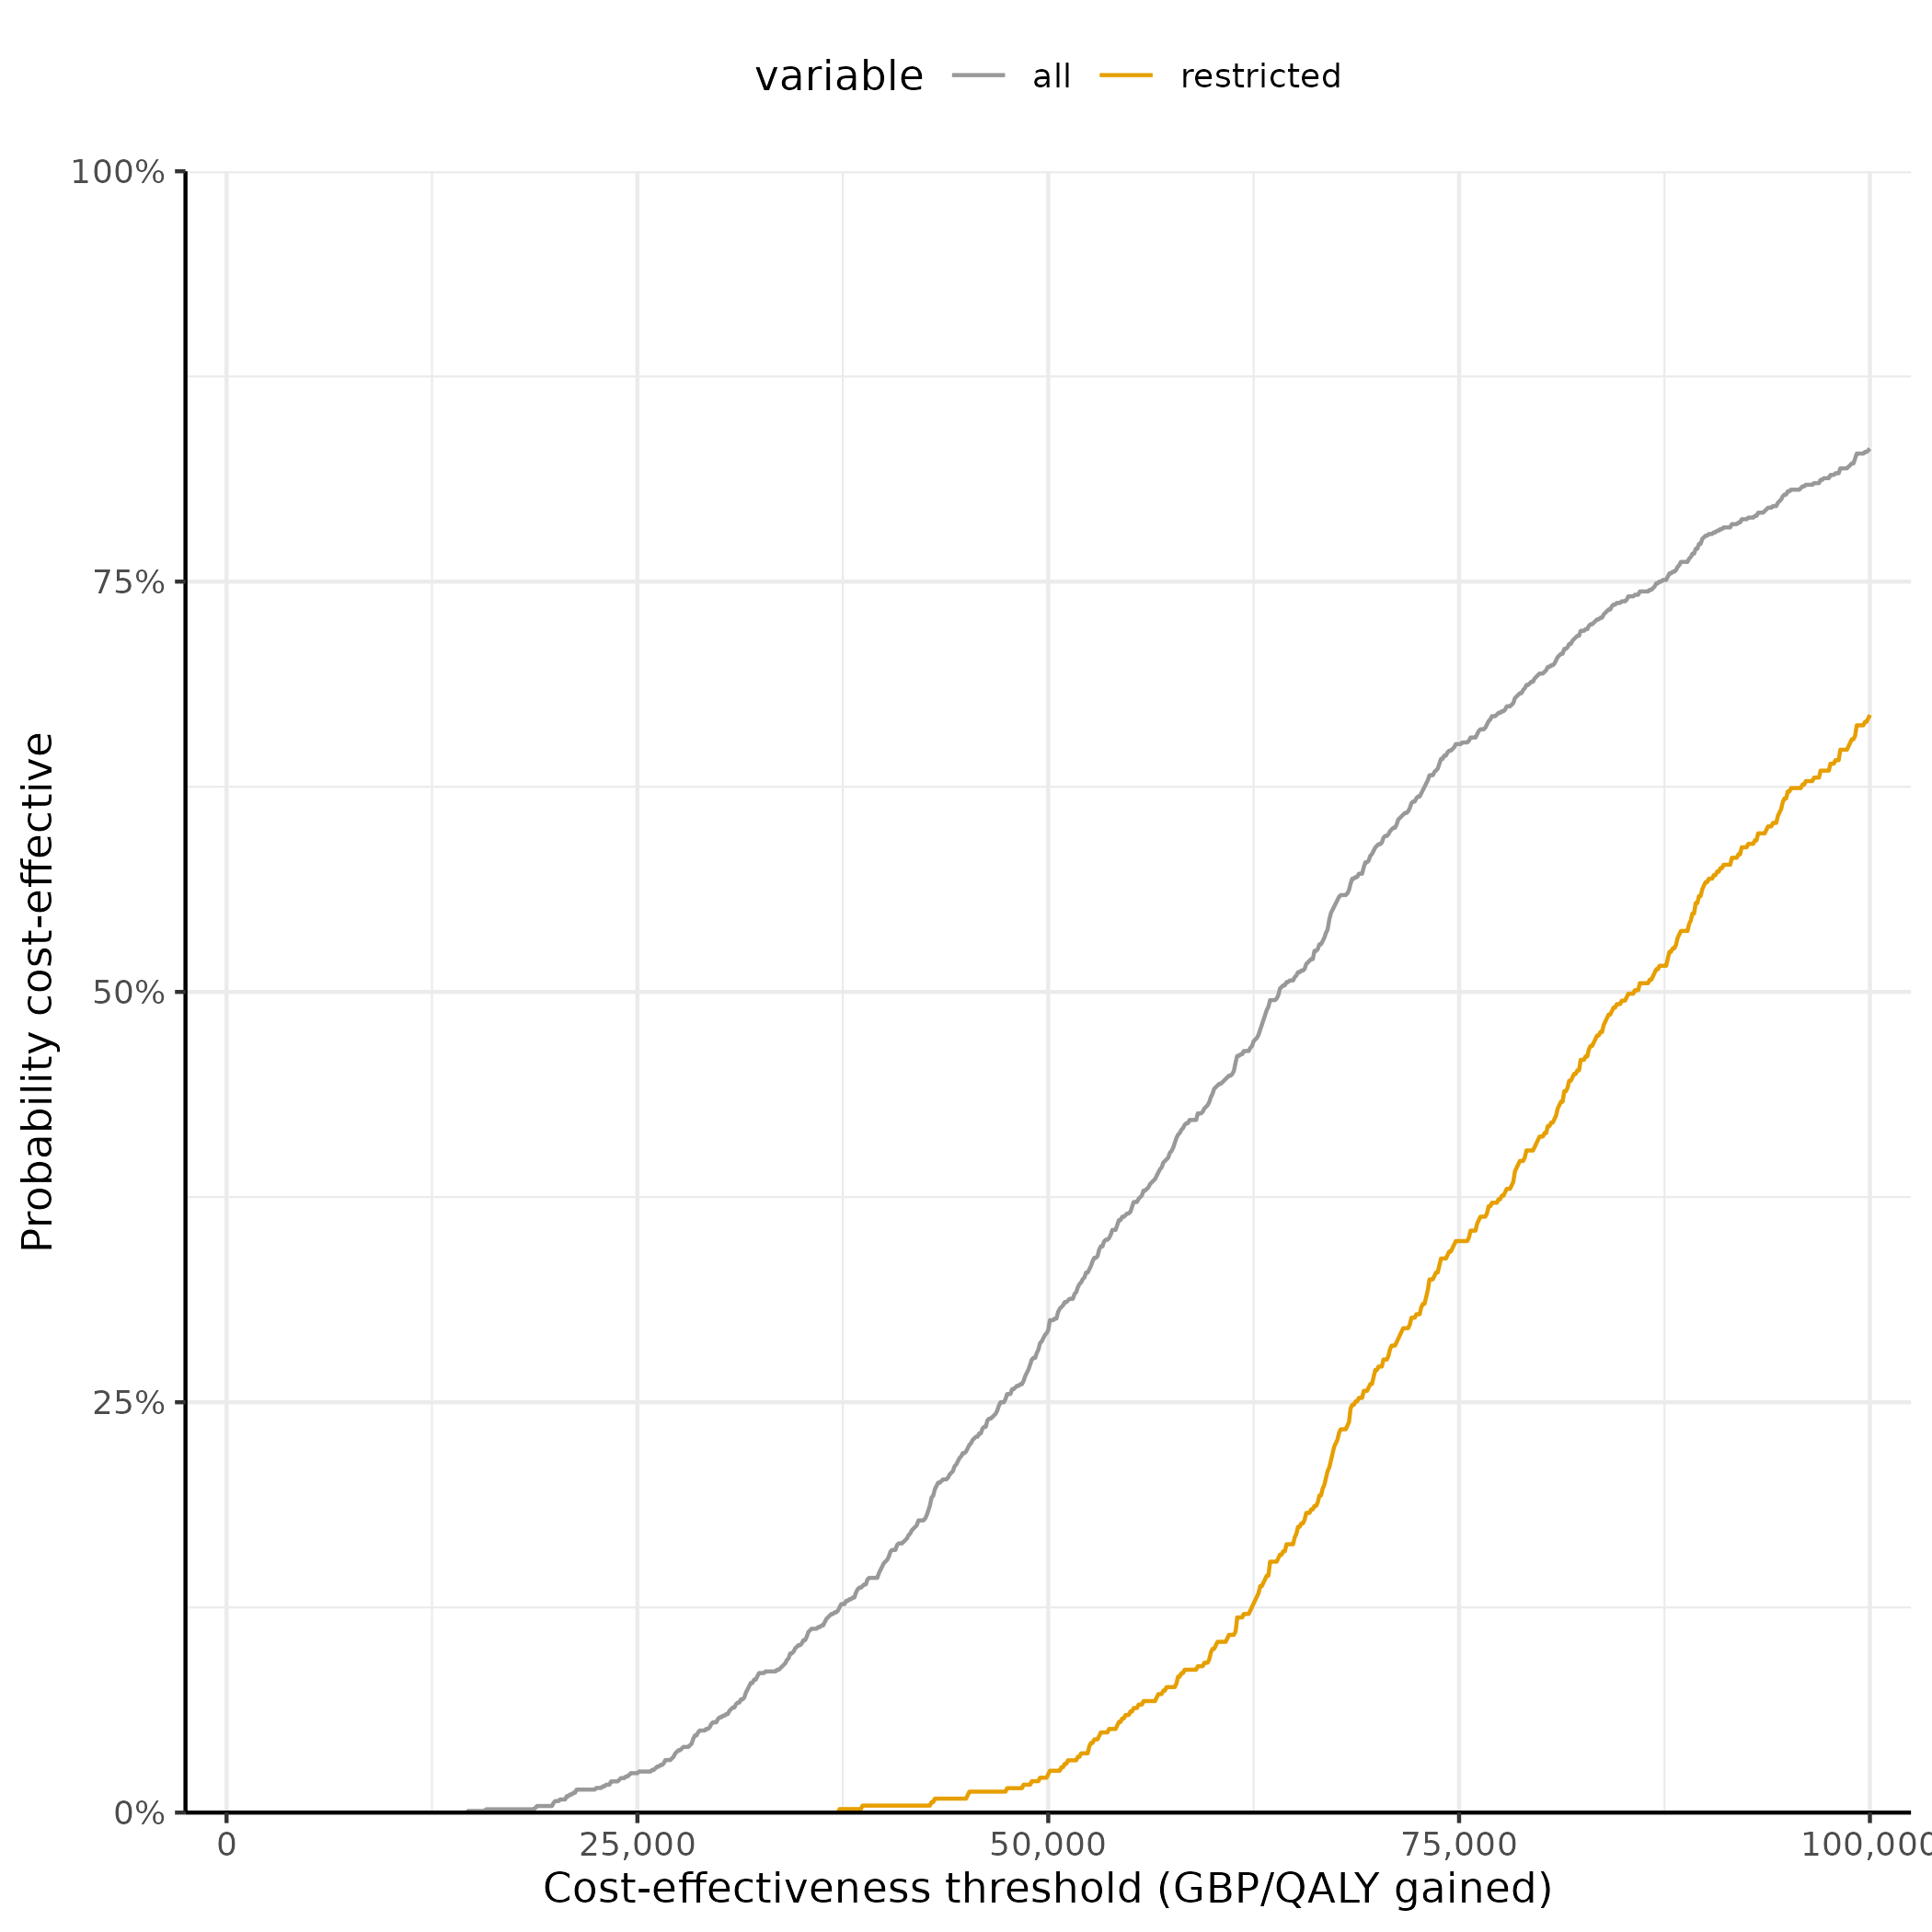 variable all restricted
100%
75%
50%
25%
0%
Probability cost-effective
0 25,000 50,000 75,000 100,000
Cost-effectiveness threshold (GBP/QALY gained)